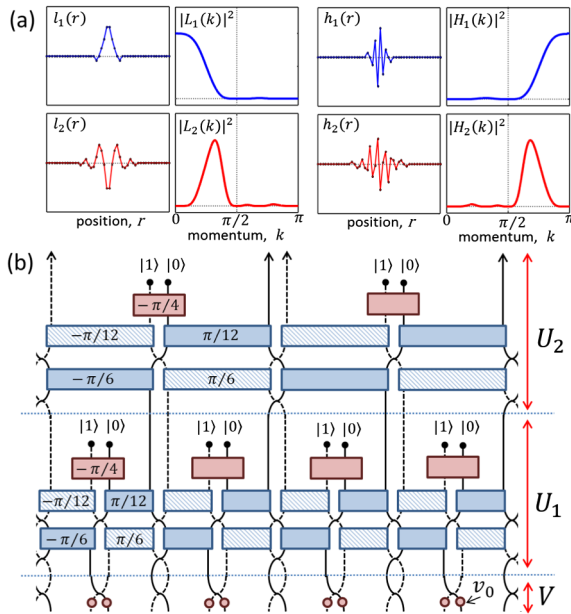 (a)
l₁(r) |L₁(k)|² h₁(r) |H₁(k)|²
l₂(r) |L₂(k)|² h₂(r) |H₂(k)|²
0 π/2 π 0 π/2 π
position, r momentum, k position, r momentum, k
(b)
|1⟩ |0⟩ |1⟩ |0⟩
−π/4
−π/12 π/12
U₂
−π/6 π/6
|1⟩ |0⟩ |1⟩ |0⟩ |1⟩ |0⟩ |1⟩ |0⟩
−π/4
−π/12 π/12
U₁
−π/6 π/6
v₀ V